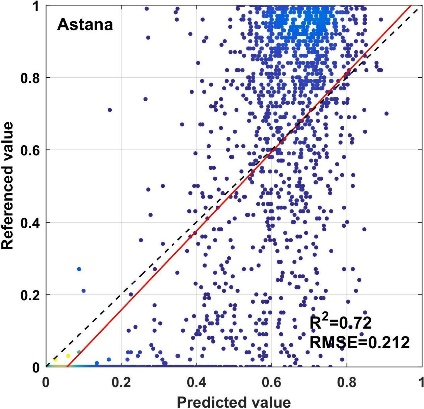 Astana
1
0.8
0.6
0.4
0.2
0
Referenced value
R²=0.72
RMSE=0.212
0 0.2 0.4 0.6 0.8 1
Predicted value